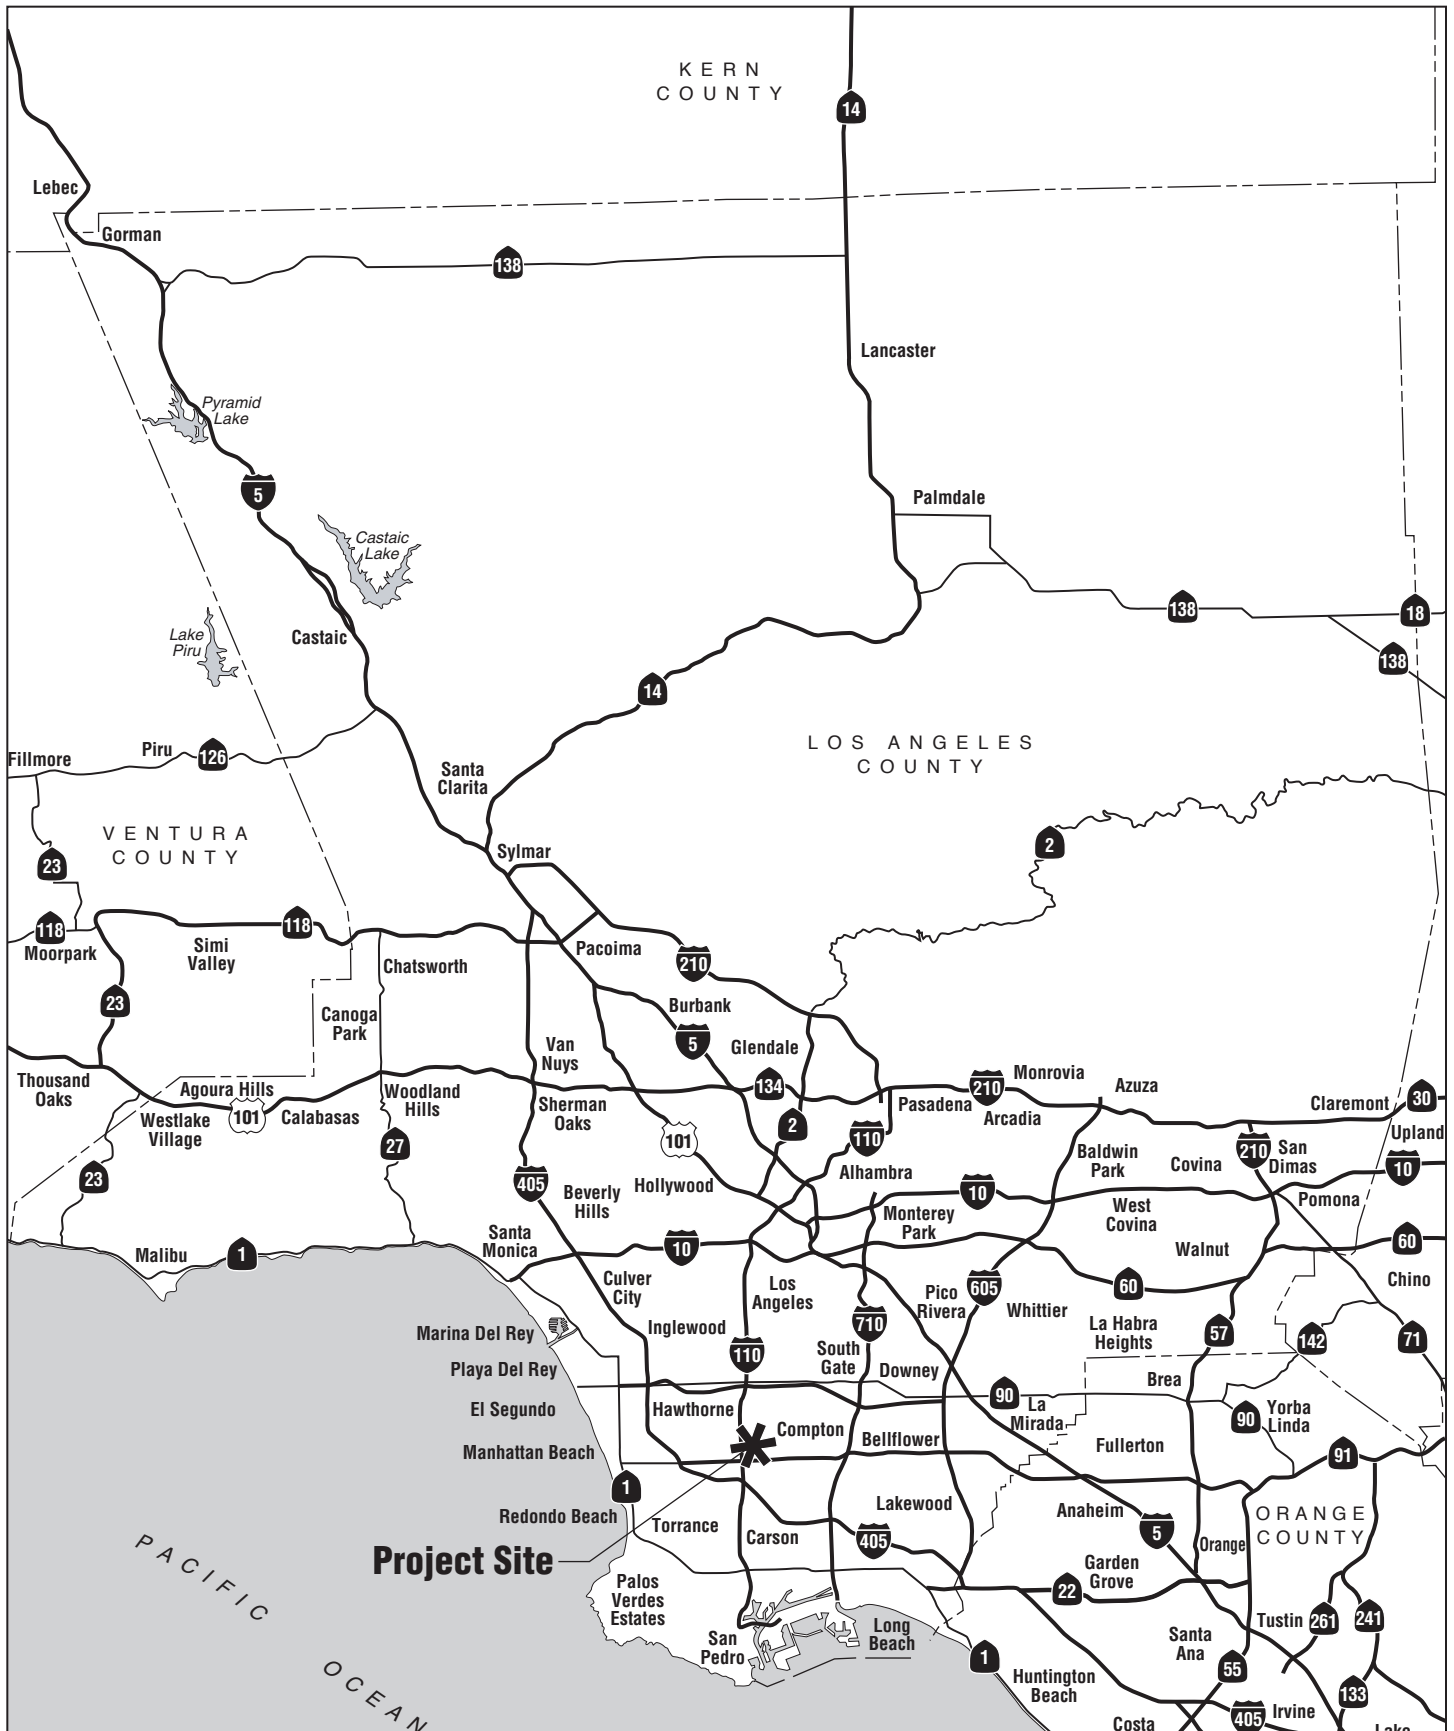 KERN
COUNTY
14
Lebec
Gorman
138
Lancaster
Pyramid
Lake
5
Palmdale
Castaic
Lake
138
18
Lake
Piru
Castaic
138
14
LOS ANGELES
COUNTY
Fillmore
Piru
126
Santa
Clarita
VENTURA
COUNTY
2
Sylmar
23
118
118
Moorpark
Simi
Valley
Chatsworth
Pacoima
210
23
Canoga
Park
Burbank
Van
Nuys
5
Glendale
Thousand
Oaks
Agoura Hills
Woodland
Hills
134
210
Monrovia
Azuza
Westlake
Village
101
Calabasas
Sherman
Oaks
Pasadena
Arcadia
Claremont
30
27
101
2
110
Upland
23
405
Beverly
Hills
Hollywood
Alhambra
Baldwin
Park
Covina
210
San
Dimas
10
10
Monterey
Park
West
Covina
Pomona
Malibu
1
Santa
Monica
10
Walnut
60
Culver
City
Los
Angeles
Pico
Rivera
605
Whittier
60
Chino
Marina Del Rey
Inglewood
710
La Habra
Heights
57
142
71
Playa Del Rey
110
South
Gate
Downey
Brea
El Segundo
Hawthorne
90
La
Mirada
90
Yorba
Linda
Manhattan Beach
Compton
Bellflower
Fullerton
91
1
Redondo Beach
Torrance
Carson
Lakewood
405
Anaheim
5
Orange
ORANGE
COUNTY
Project Site
Palos
Verdes
Estates
22
Garden
Grove
Tustin
261
241
San
Pedro
Long
Beach
1
Santa
Ana
55
Huntington
Beach
133
Costa
405
Irvine
Lake
PACIFIC
OCEAN